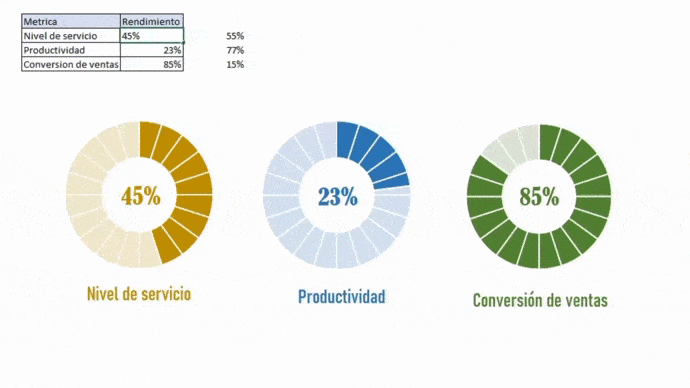 Metrica Rendimiento
Nivel de servicio 45% 55%
Productividad 23% 77%
Conversion de ventas 85% 15%
45% 23% 85%
Nivel de servicio Productividad Conversión de ventas